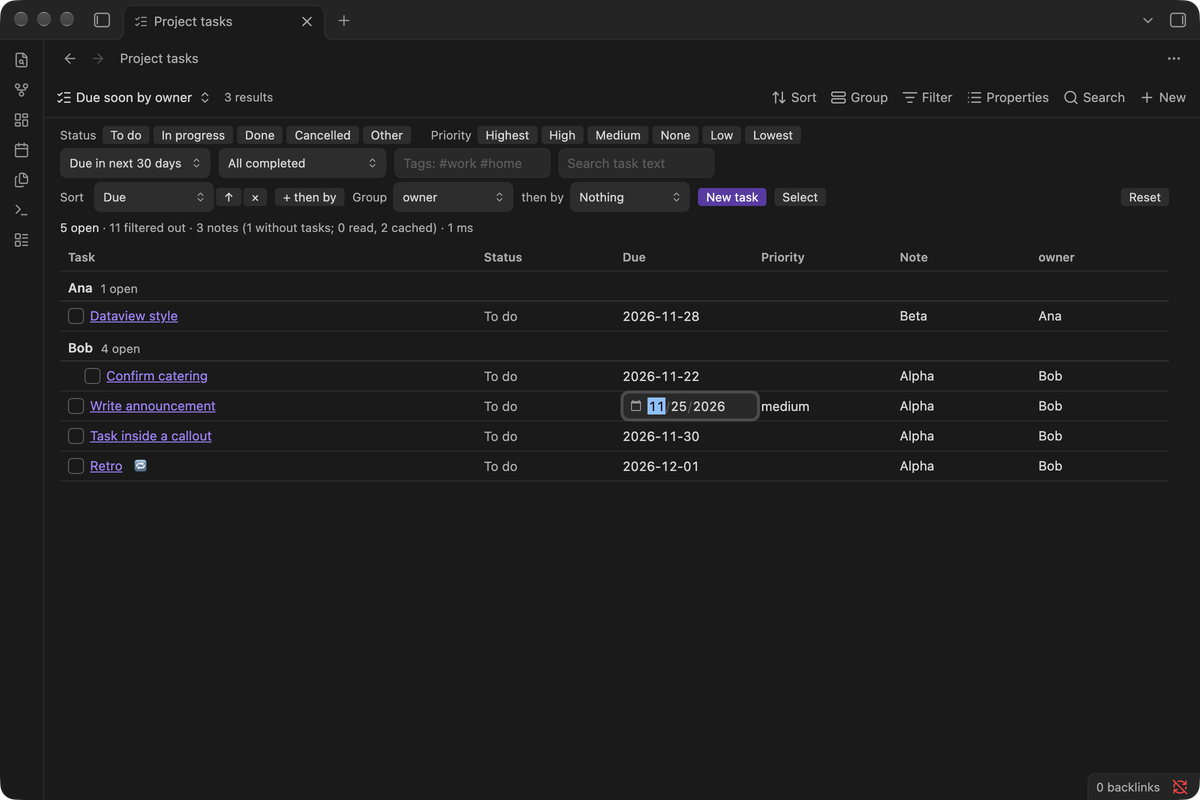 Project tasks
Project tasks
Due soon by owner 3 results Sort Group Filter Properties Search New
Status To do In progress Done Cancelled Other Priority Highest High Medium None Low Lowest
Due in next 30 days All completed Tags: #work #home Search task text
Sort Due ↑ × + then by Group owner then by Nothing New task Select Reset
5 open · 11 filtered out · 3 notes (1 without tasks; 0 read, 2 cached) · 1 ms
Task Status Due Priority Note owner
Ana 1 open
Dataview style To do 2026-11-28 Beta Ana
Bob 4 open
Confirm catering To do 2026-11-22 Alpha Bob
Write announcement To do 11/25/2026 medium Alpha Bob
Task inside a callout To do 2026-11-30 Alpha Bob
Retro To do 2026-12-01 Alpha Bob
0 backlinks